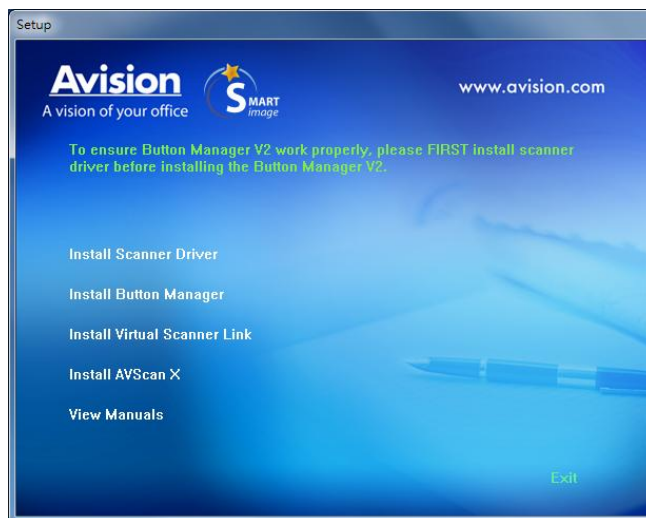 Setup
Avision
A vision of your office
SMART
Image
www.avision.com
To ensure Button Manager V2 work properly, please FIRST install scanner
driver before installing the Button Manager V2.
Install Scanner Driver
Install Button Manager
Install Virtual Scanner Link
Install AVScan X
View Manuals
Exit